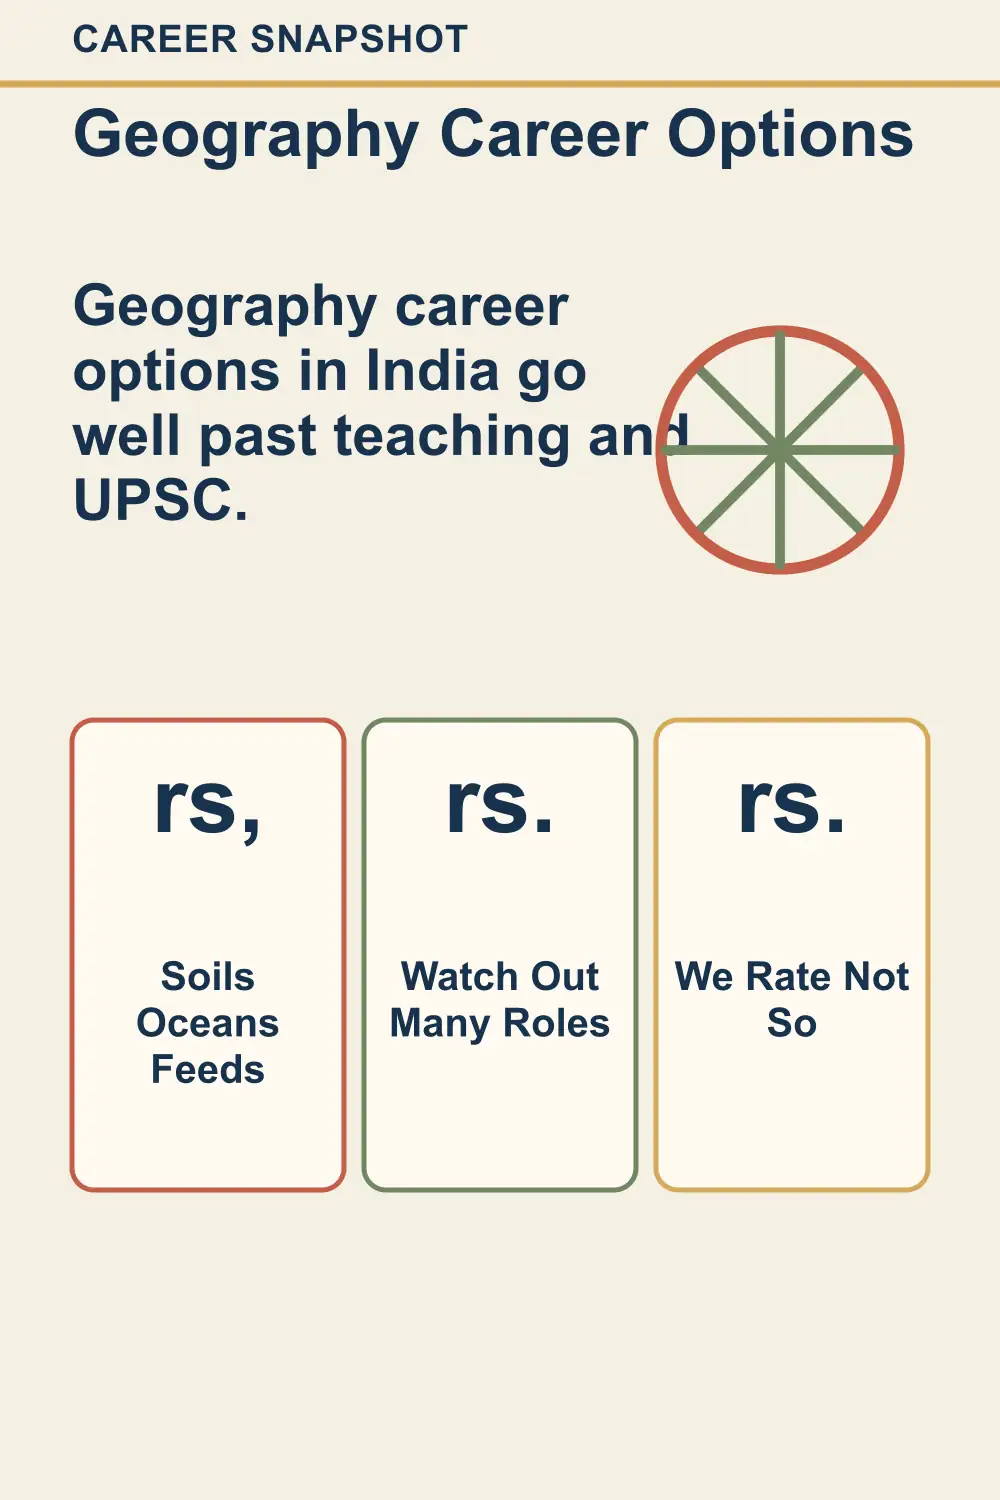 CAREER SNAPSHOT
Geography Career Options
Geography career
options in India go
well past teaching and
UPSC.
rs,
Soils
Oceans
Feeds
rs.
Watch Out
Many Roles
rs.
We Rate Not
So